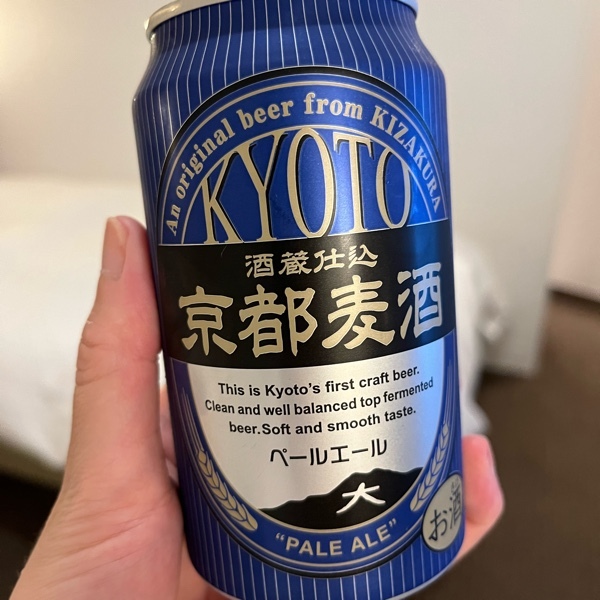 An original beer from KIZAKURA
KYOTO
酒蔵仕込
京都麦酒
This is Kyoto's first craft beer.
Clean and well balanced top fermented
beer.Soft and smooth taste.
ペールエール
大
"PALE ALE"
お酒